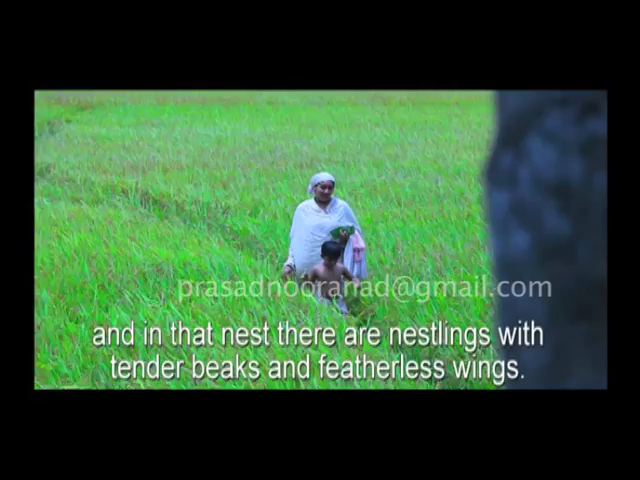 prasadnooranad@gmail.com
and in that nest there are nestlings with
tender beaks and featherless wings.